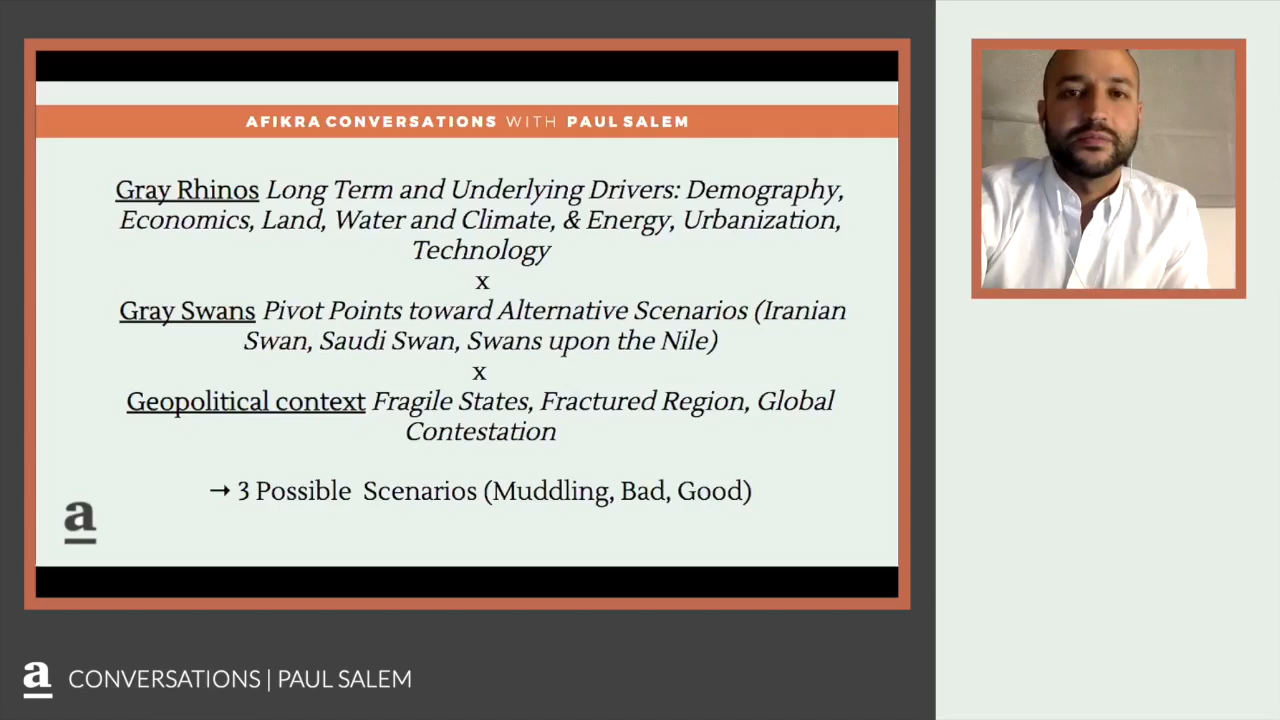 AFIKRA CONVERSATIONS WITH PAUL SALEM
Gray Rhinos Long Term and Underlying Drivers: Demography,
Economics, Land, Water and Climate, & Energy, Urbanization,
Technology
x
Gray Swans Pivot Points toward Alternative Scenarios (Iranian
Swan, Saudi Swan, Swans upon the Nile)
x
Geopolitical context Fragile States, Fractured Region, Global
Contestation
→ 3 Possible Scenarios (Muddling, Bad, Good)
a
a CONVERSATIONS | PAUL SALEM